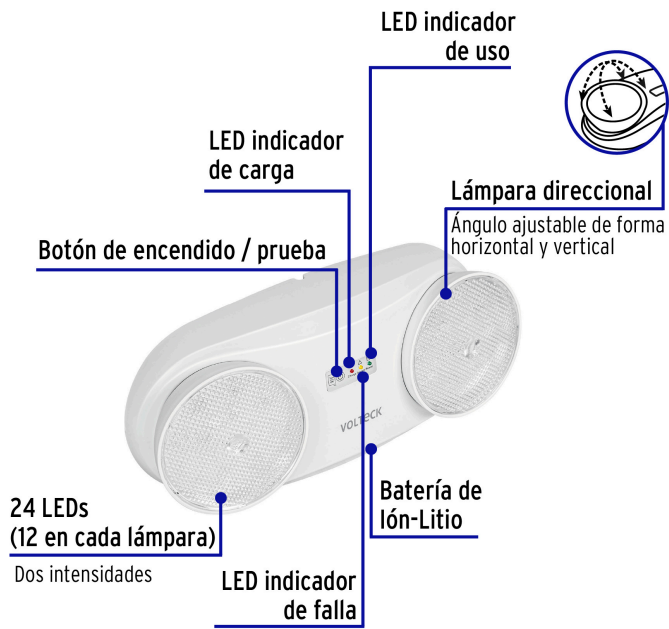 LED indicador
de uso
LED indicador
de carga
Lámpara direccional
Ángulo ajustable de forma
horizontal y vertical
Botón de encendido / prueba
VOLTECK
24 LEDs
(12 en cada lámpara)
Dos intensidades
Batería de
Ión-Litio
LED indicador
de falla